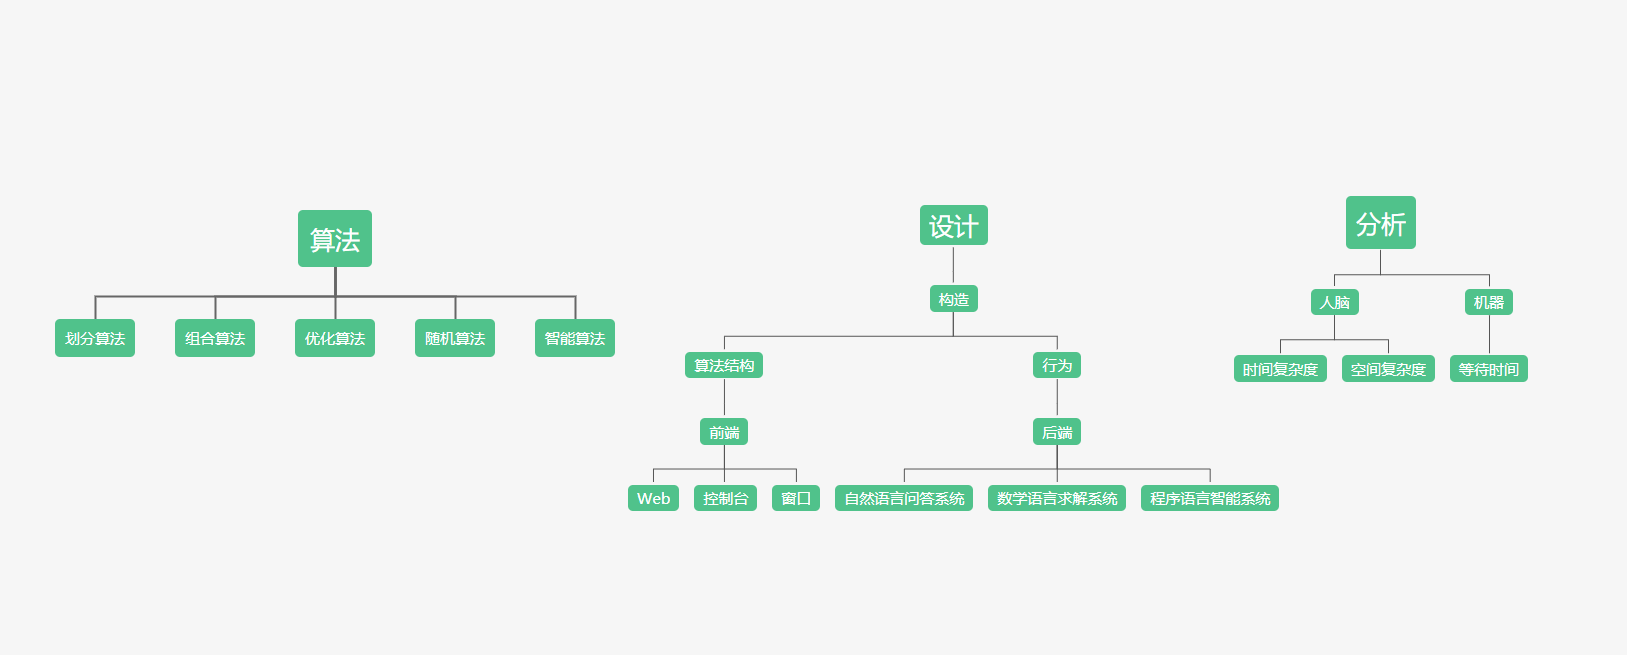 算法
划分算法
组合算法
优化算法
随机算法
智能算法
设计
构造
算法结构
行为
前端
后端
Web
控制台
窗口
自然语言问答系统
数学语言求解系统
程序语言智能系统
分析
人脑
机器
时间复杂度
空间复杂度
等待时间